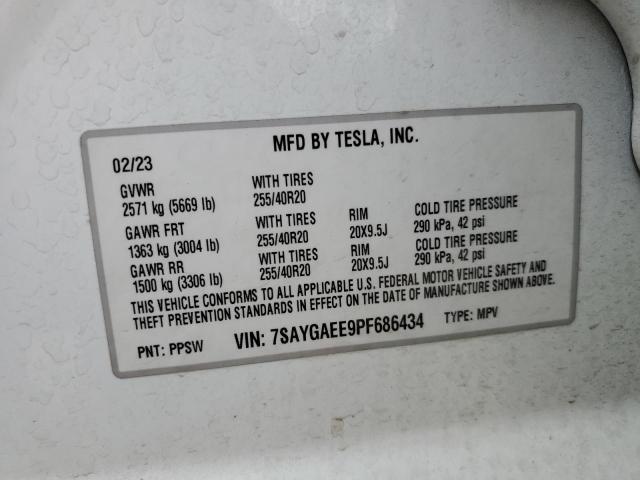 MFD BY TESLA, INC.
02/23
GVWR WITH TIRES
2571 kg (5669 lb) 255/40R20
GAWR FRT WITH TIRES RIM COLD TIRE PRESSURE
1363 kg (3004 lb) 255/40R20 20X9.5J 290 kPa, 42 psi
GAWR RR WITH TIRES RIM COLD TIRE PRESSURE
1500 kg (3306 lb) 255/40R20 20X9.5J 290 kPa, 42 psi
THIS VEHICLE CONFORMS TO ALL APPLICABLE U.S. FEDERAL MOTOR VEHICLE SAFETY AND
THEFT PREVENTION STANDARDS IN EFFECT ON THE DATE OF MANUFACTURE SHOWN ABOVE.
PNT: PPSW VIN: 7SAYGAEE9PF686434 TYPE: MPV